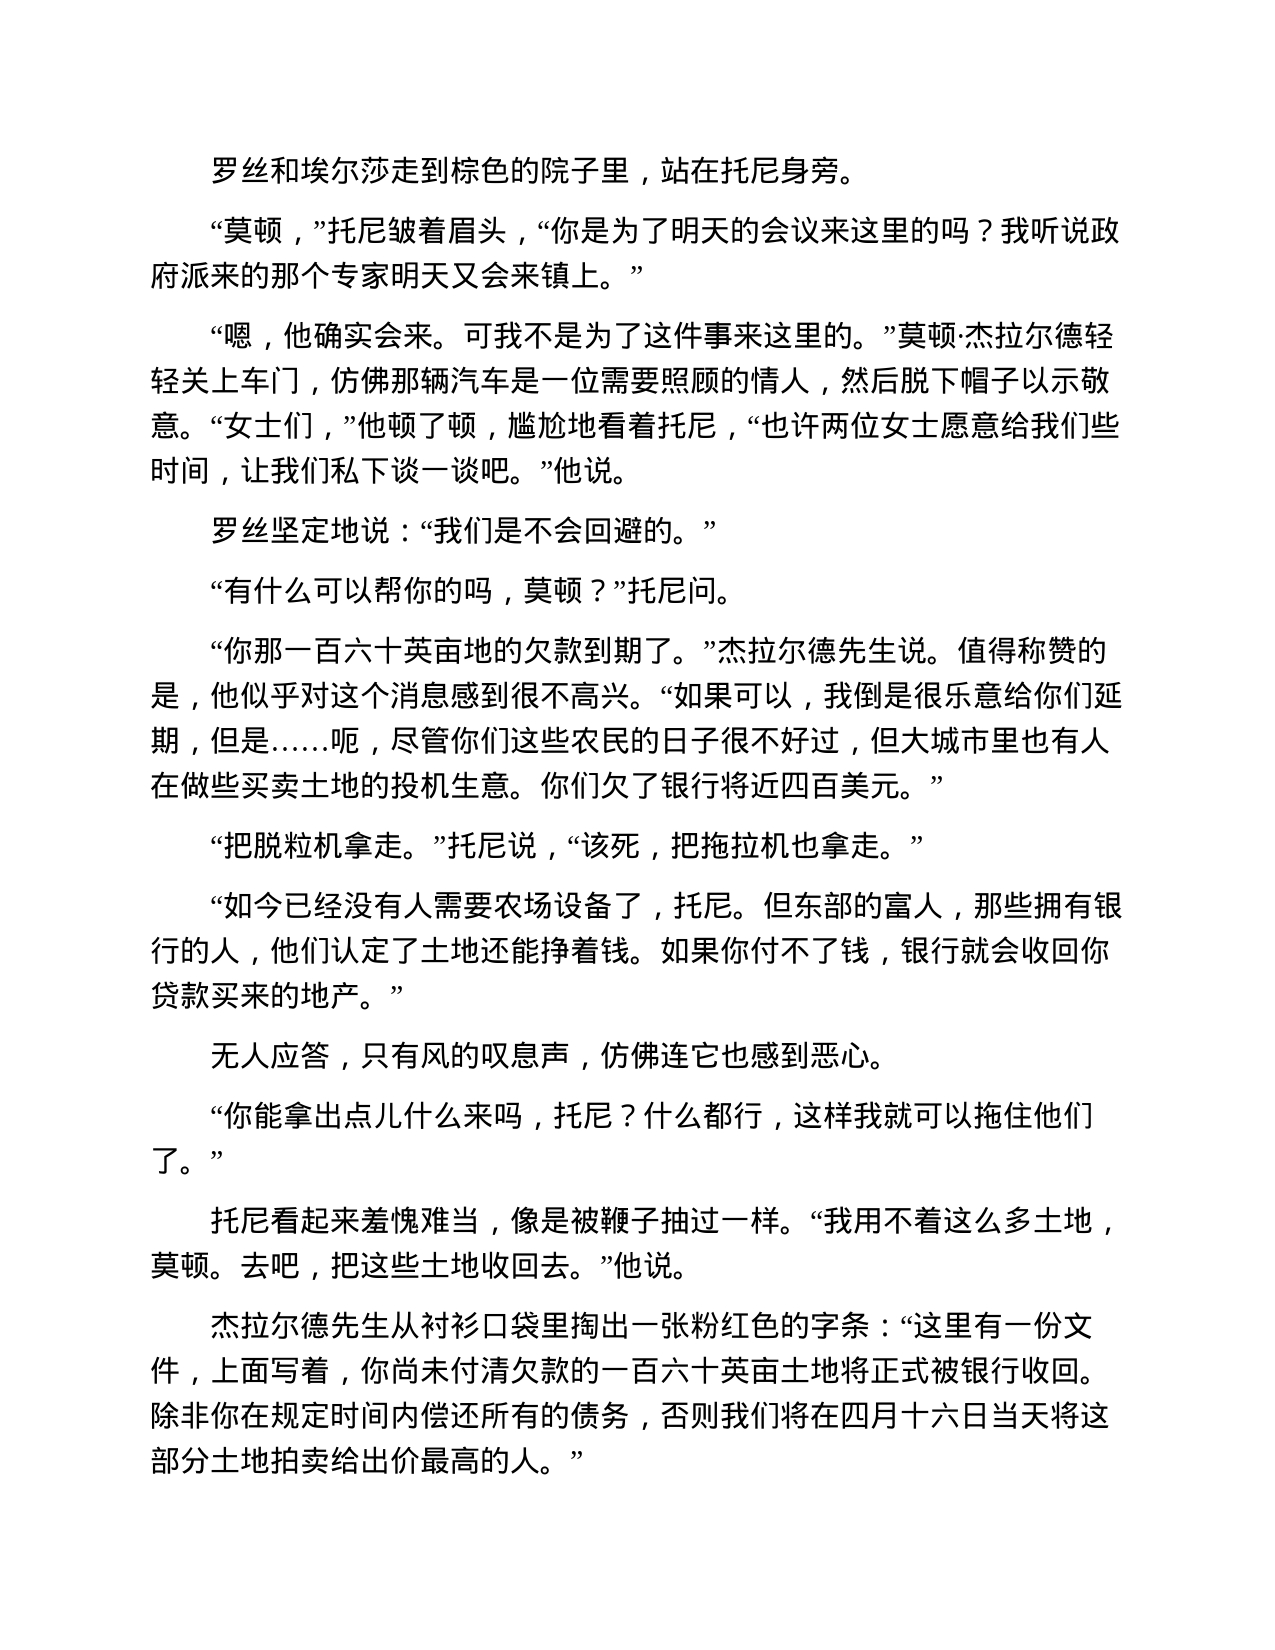 罗丝和埃尔莎走到棕色的院子里，站在托尼身旁。
“莫顿，”托尼皱着眉头，“你是为了明天的会议来这里的吗？我听说政
府派来的那个专家明天又会来镇上。”
“嗯，他确实会来。可我不是为了这件事来这里的。”莫顿·杰拉尔德轻
轻关上车门，仿佛那辆汽车是一位需要照顾的情人，然后脱下帽子以示敬
意。“女士们，”他顿了顿，尴尬地看着托尼，“也许两位女士愿意给我们些
时间，让我们私下谈一谈吧。”他说。
罗丝坚定地说：“我们是不会回避的。”
“有什么可以帮你的吗，莫顿？”托尼问。
“你那一百六十英亩地的欠款到期了。”杰拉尔德先生说。值得称赞的
是，他似乎对这个消息感到很不高兴。“如果可以，我倒是很乐意给你们延
期，但是……呃，尽管你们这些农民的日子很不好过，但大城市里也有人
在做些买卖土地的投机生意。你们欠了银行将近四百美元。”
“把脱粒机拿走。”托尼说，“该死，把拖拉机也拿走。”
“如今已经没有人需要农场设备了，托尼。但东部的富人，那些拥有银
行的人，他们认定了土地还能挣着钱。如果你付不了钱，银行就会收回你
贷款买来的地产。”
无人应答，只有风的叹息声，仿佛连它也感到恶心。
“你能拿出点儿什么来吗，托尼？什么都行，这样我就可以拖住他们
了。”
托尼看起来羞愧难当，像是被鞭子抽过一样。“我用不着这么多土地，
莫顿。去吧，把这些土地收回去。”他说。
杰拉尔德先生从衬衫口袋里掏出一张粉红色的字条：“这里有一份文
件，上面写着，你尚未付清欠款的一百六十英亩土地将正式被银行收回。
除非你在规定时间内偿还所有的债务，否则我们将在四月十六日当天将这
部分土地拍卖给出价最高的人。”